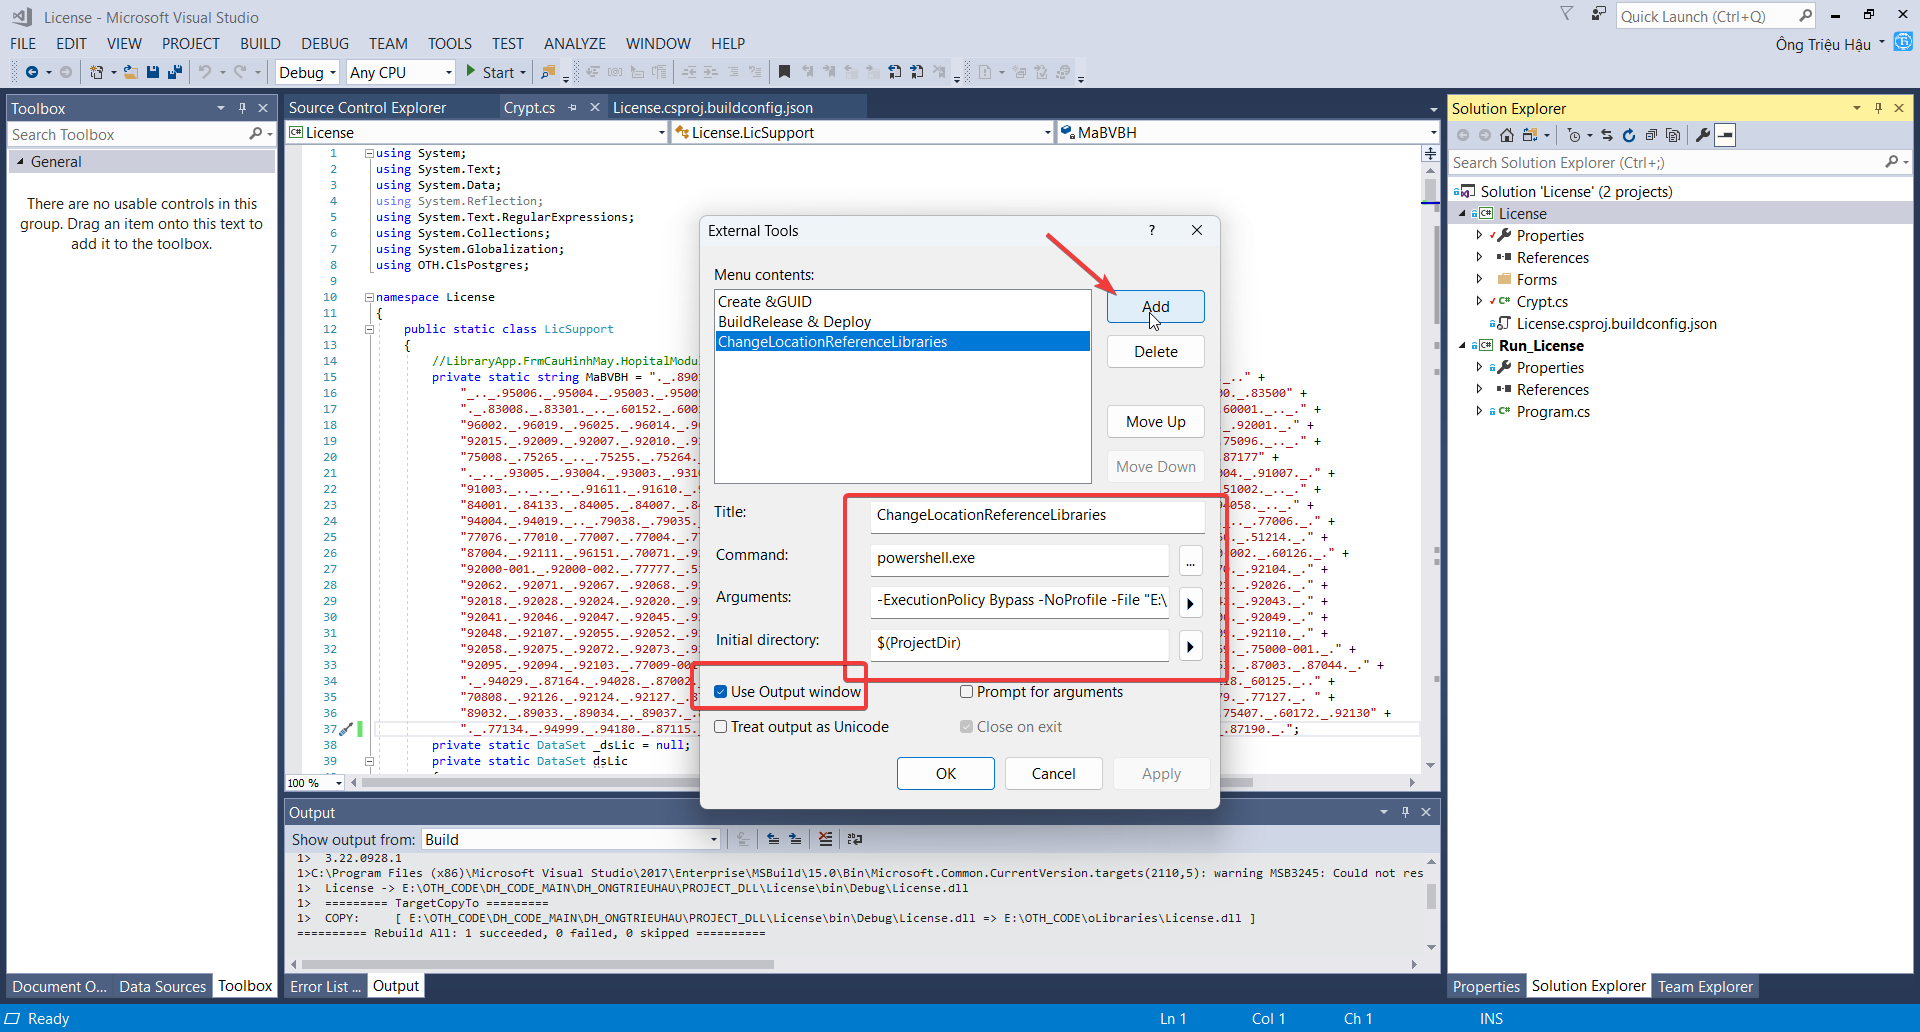 License - Microsoft Visual Studio
Quick Launch (Ctrl+Q)
FILE EDIT VIEW PROJECT BUILD DEBUG TEAM TOOLS TEST ANALYZE WINDOW HELP
Ông Triệu Hậu
Debug Any CPU Start
Toolbox
Search Toolbox
General
There are no usable controls in this
group. Drag an item onto this text to
add it to the toolbox.
Source Control Explorer Crypt.cs License.csproj.buildconfig.json
License License.LicSupport MaBVBH
1 using System;
2 using System.Text;
3 using System.Data;
4 using System.Reflection;
5 using System.Text.RegularExpressions;
6 using System.Collections;
7 using System.Globalization;
8 using OTH.ClsPostgres;
9
10 namespace License
11 {
12 public static class LicSupport
13 {
14 //LibraryApp.FrmCauHinhMay.HopitalModu
15 private static string MaBVBH = "._.890 _.." +
16 "_.._.95006._.95004._.95003._.9500 00._.83500" +
17 "._.83008._.83301._.._.60152._.600 60001._.._." +
18 "96002._.96019._.96025._.96014._.9 _.92001._." +
19 "92015._.92009._.92007._.92010._.9 75096._.._." +
20 "75008._.75265._.._.75255._.75264. .87177" +
21 "._.._.93005._.93004._.93003._.931 04._.91007._." +
22 "91003._.._.._.._.91611._.91610._. 51002._.._." +
23 "84001._.84133._.84005._.84007._.84 94058._.._." +
24 "94004._.94019._.._.79038._.79035. _.._.77006._." +
25 "77076._.77010._.77007._.77004._.77 _.51214._." +
26 "87004._.92111._.96151._.70071._.9 -002._.60126._." +
27 "92000-001._.92000-002._.77777._.5 _.92104._." +
28 "92062._.92071._.92067._.92068._.9 _.92026._." +
29 "92018._.92028._.92024._.92020._.9 _.92043._." +
30 "92041._.92046._.92047._.92045._.9 _.92049._." +
31 "92048._.92107._.92055._.92052._.9 _.92110._." +
32 "92058._.92075._.92072._.92073._.9 _.75000-001._." +
33 "92095._.92094._.92103._.77009-00 _.87003._.87044._." +
34 "._.94029._.87164._.94028._.87002. 18._.60125._.." +
35 "70808._.92126._.92124._.92127._.8 79._.77127._." +
36 "89032._.89033._.89034._.89037._. 75407._.60172._.92130" +
37 "._.77134._.94999._.94180._.87115. .87190._.";
38 private static DataSet _dsLic = null;
39 private static DataSet dsLic
100 %
External Tools
Menu contents:
Create &GUID
BuildRelease & Deploy
ChangeLocationReferenceLibraries
Add
Delete
Move Up
Move Down
Title: ChangeLocationReferenceLibraries
Command: powershell.exe ...
Arguments: -ExecutionPolicy Bypass -NoProfile -File "E:\
Initial directory: $(ProjectDir)
Use Output window Prompt for arguments
Treat output as Unicode Close on exit
OK Cancel Apply
Output
Show output from: Build
1> 3.22.0928.1
1>C:\Program Files (x86)\Microsoft Visual Studio\2017\Enterprise\MSBuild\15.0\Bin\Microsoft.Common.CurrentVersion.targets(2110,5): warning MSB3245: Could not res
1> License -> E:\OTH_CODE\DH_CODE_MAIN\DH_ONGTRIEUHAU\PROJECT_DLL\License\bin\Debug\License.dll
1> ========= TargetCopyTo =========
1> COPY: [ E:\OTH_CODE\DH_CODE_MAIN\DH_ONGTRIEUHAU\PROJECT_DLL\License\bin\Debug\License.dll => E:\OTH_CODE\oLibraries\License.dll ]
========== Rebuild All: 1 succeeded, 0 failed, 0 skipped ==========
Solution Explorer
Search Solution Explorer (Ctrl+;)
Solution 'License' (2 projects)
License
Properties
References
Forms
Crypt.cs
License.csproj.buildconfig.json
Run_License
Properties
References
Program.cs
Document O... Data Sources Toolbox
Error List ... Output
Properties Solution Explorer Team Explorer
Ready Ln 1 Col 1 Ch 1 INS